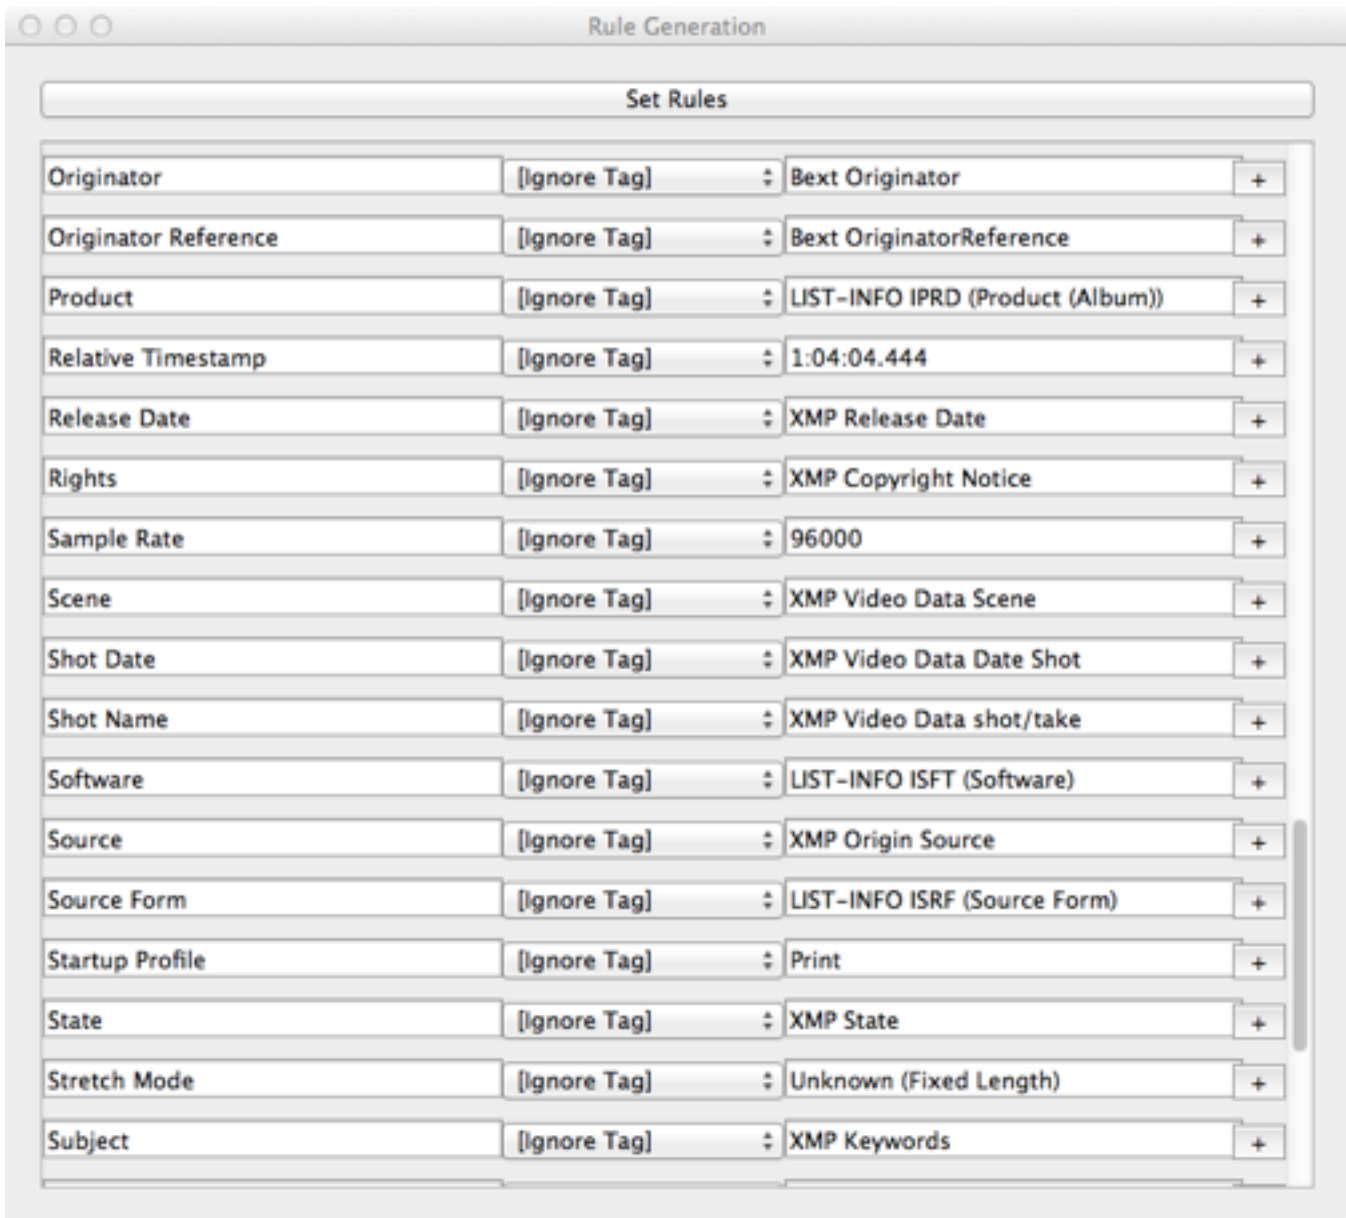 Rule Generation
Set Rules
Originator [Ignore Tag] Bext Originator +
Originator Reference [Ignore Tag] Bext OriginatorReference +
Product [Ignore Tag] LIST-INFO IPRD (Product (Album)) +
Relative Timestamp [Ignore Tag] 1:04:04.444 +
Release Date [Ignore Tag] XMP Release Date +
Rights [Ignore Tag] XMP Copyright Notice +
Sample Rate [Ignore Tag] 96000 +
Scene [Ignore Tag] XMP Video Data Scene +
Shot Date [Ignore Tag] XMP Video Data Date Shot +
Shot Name [Ignore Tag] XMP Video Data shot/take +
Software [Ignore Tag] LIST-INFO ISFT (Software) +
Source [Ignore Tag] XMP Origin Source +
Source Form [Ignore Tag] LIST-INFO ISRF (Source Form) +
Startup Profile [Ignore Tag] Print +
State [Ignore Tag] XMP State +
Stretch Mode [Ignore Tag] Unknown (Fixed Length) +
Subject [Ignore Tag] XMP Keywords +